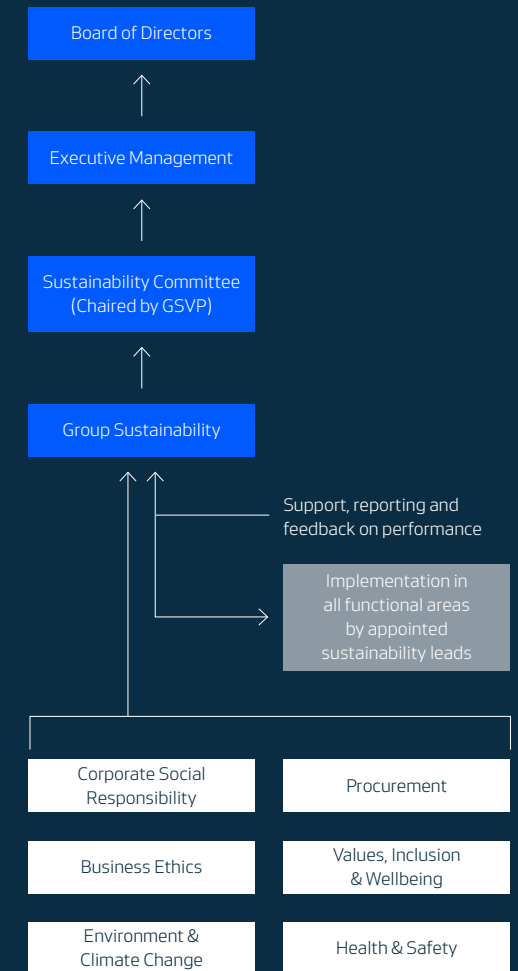 Board of Directors
Executive Management
Sustainability Committee
(Chaired by GSVP)
Group Sustainability
Support, reporting and
feedback on performance
Implementation in
all functional areas
by appointed
sustainability leads
Corporate Social
Responsibility
Procurement
Business Ethics
Values, Inclusion
& Wellbeing
Environment &
Climate Change
Health & Safety